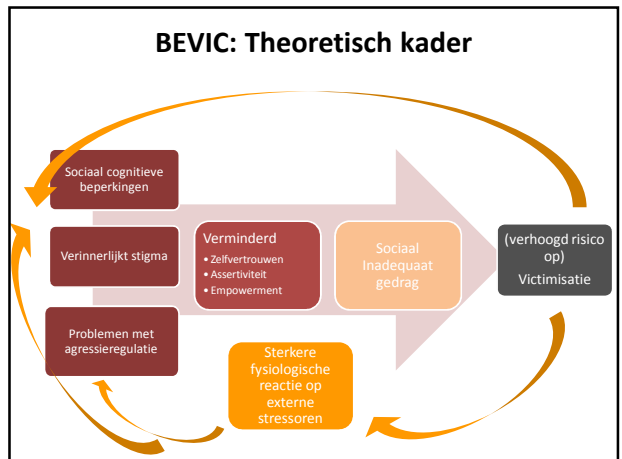 BEVIC: Theoretisch kader
Sociaal cognitieve
beperkingen
Verinnerlijkt stigma
Problemen met
agressieregulatie
Verminderd
• Zelfvertrouwen
• Assertiviteit
• Empowerment
Sociaal
Inadequaat
gedrag
(verhoogd risico
op)
Victimisatie
Sterkere
fysiologische
reactie op
externe
stressoren